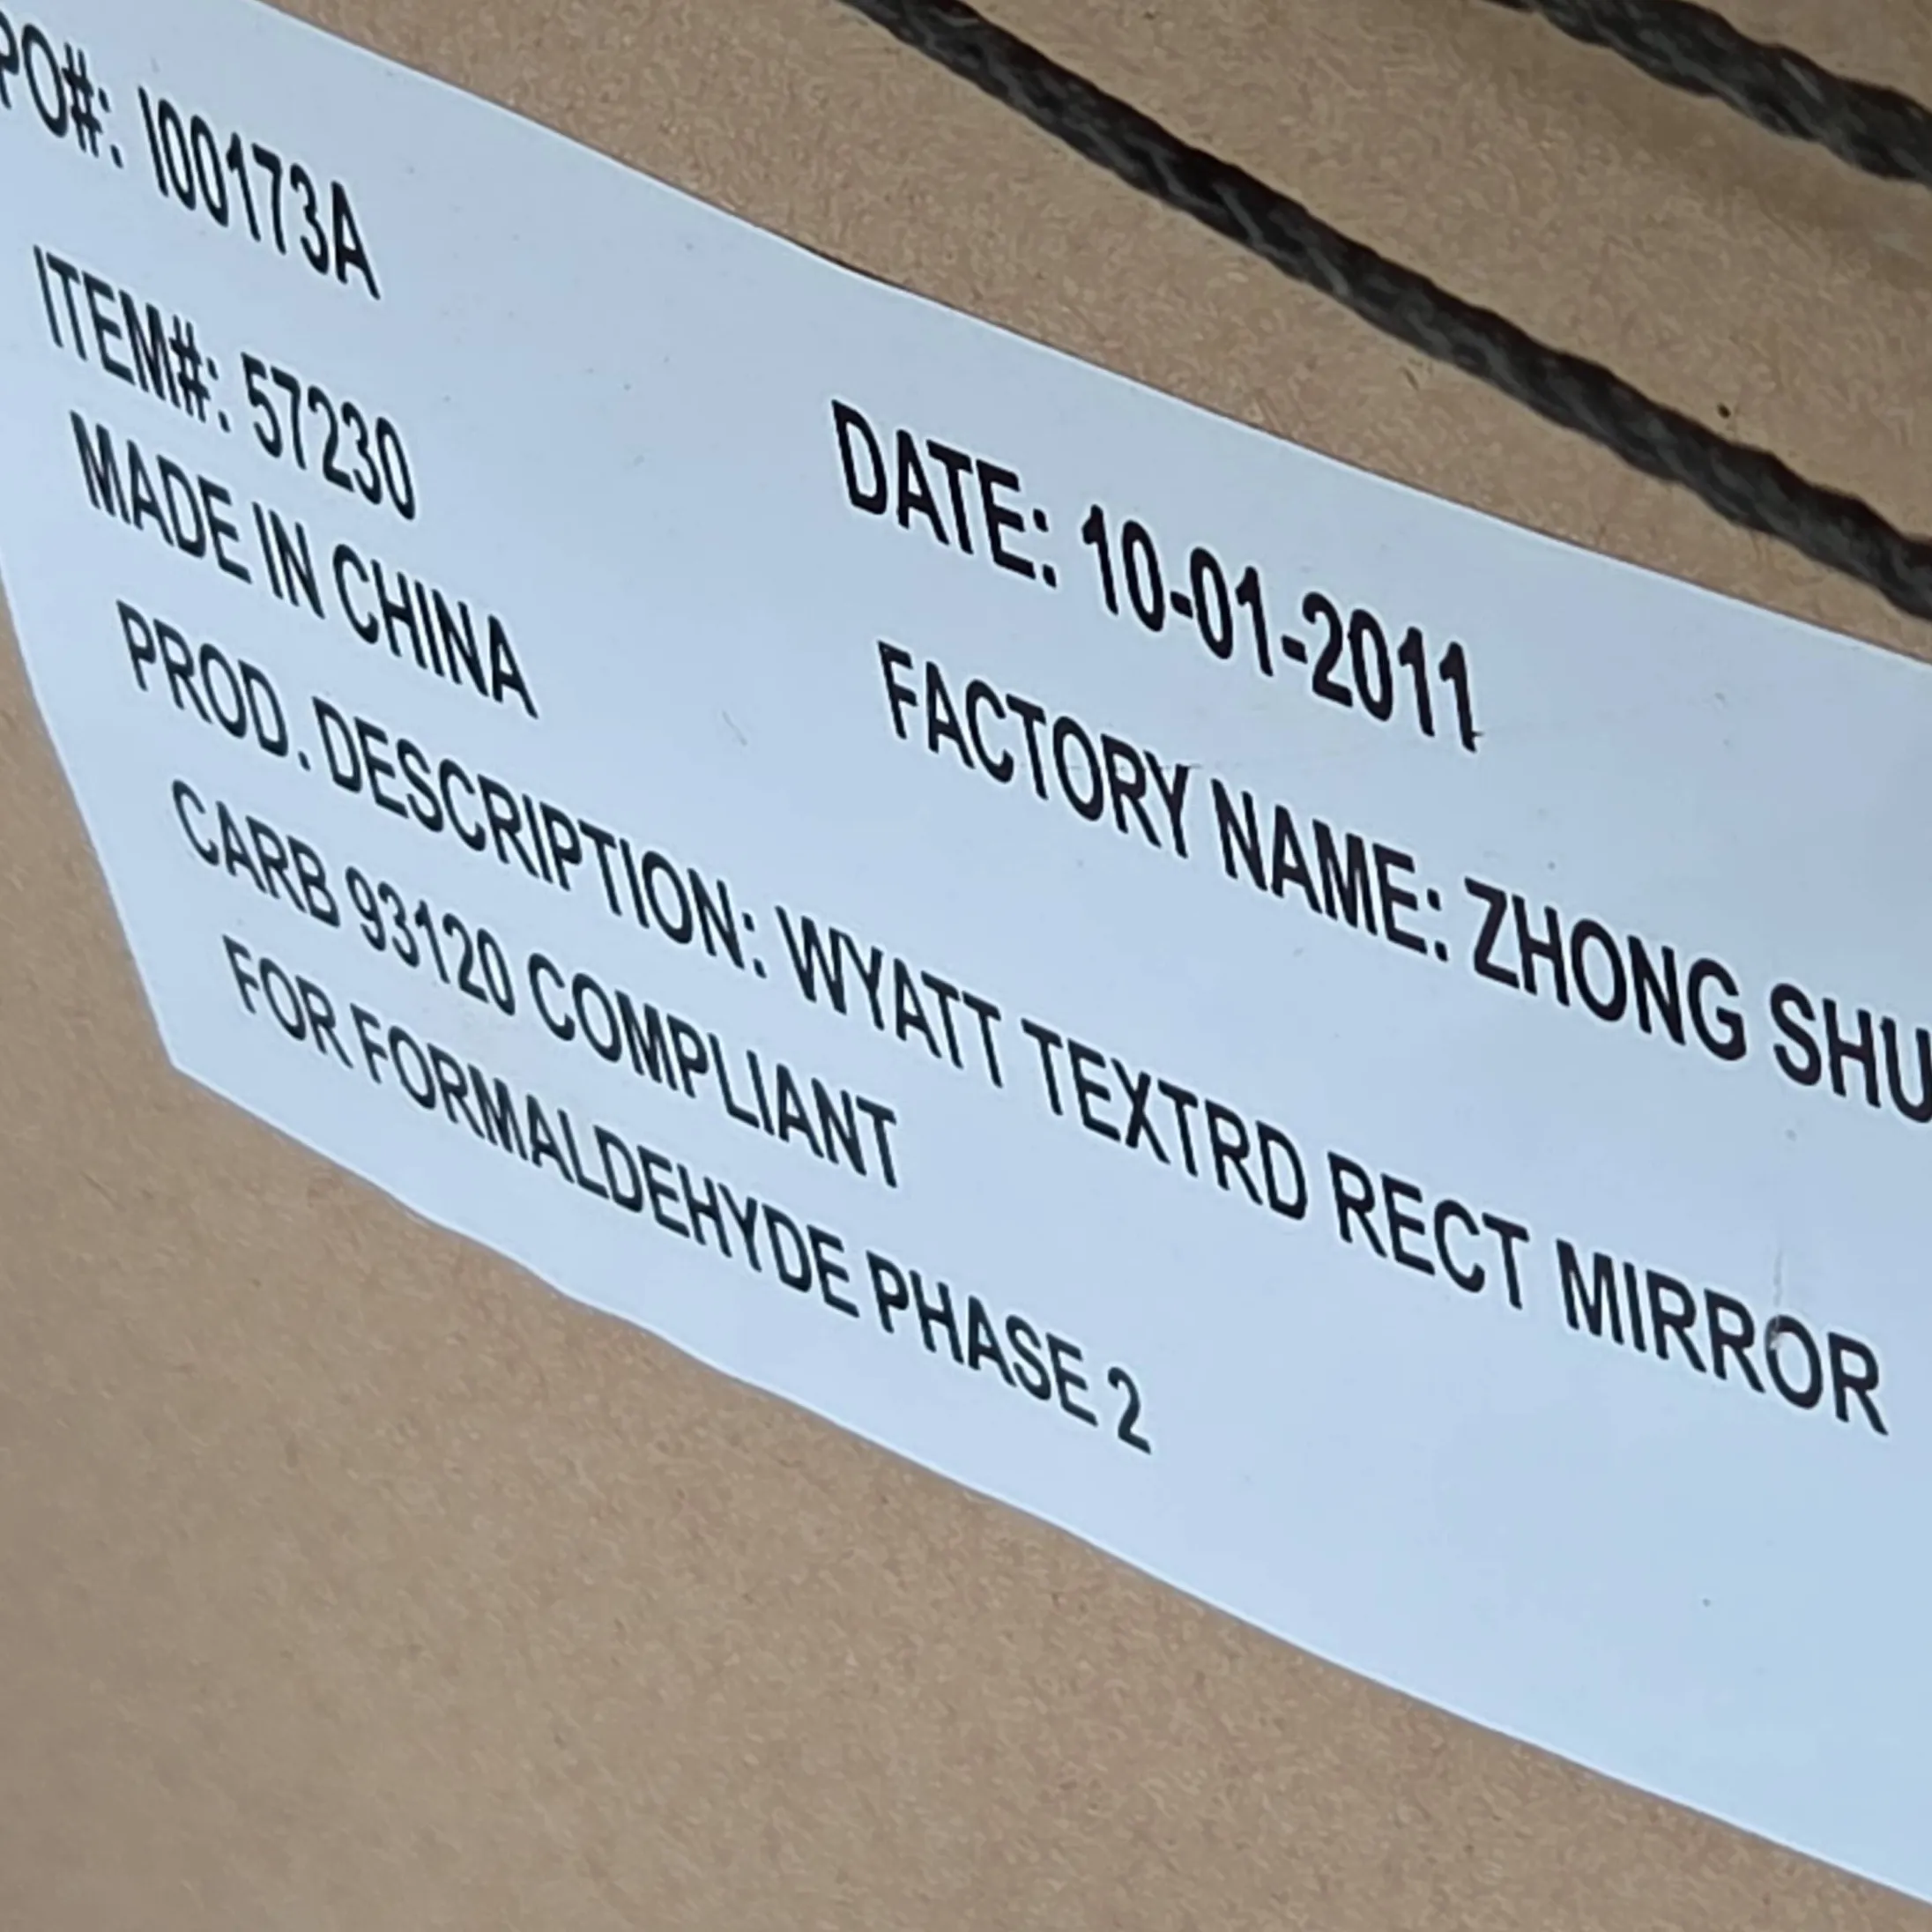 PO#: I00173A
ITEM#: 57230
DATE: 10-01-2011
MADE IN CHINA
FACTORY NAME: ZHONG SHU
PROD. DESCRIPTION: WYATT TEXTRD RECT MIRROR
CARB 93120 COMPLIANT
FOR FORMALDEHYDE PHASE 2